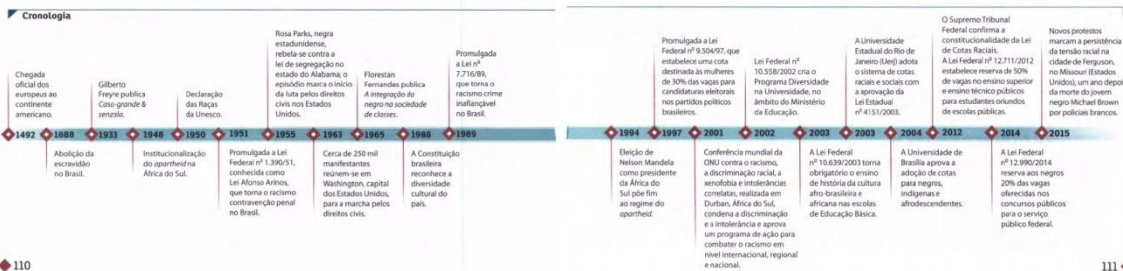 Cronologia
Chegada
oficial dos
europeus ao
continente
americano.
1492
1888
Abolição da
escravidão
no Brasil.
Gilberto
Freyre publica
Casa-grande &
senzala.
1933
1948
Institucionalização
do apartheid na
África do Sul.
Declaração
das Raças
da Unesco.
1950
1951
Promulgada a Lei
Federal nº 1.390/51,
conhecida como
Lei Afonso Arinos,
que torna o racismo
contravenção penal
no Brasil.
Rosa Parks, negra
estadunidense,
rebela-se contra a
lei de segregação no
estado do Alabama; o
episódio marca o início
da luta pelos direitos
civis nos Estados
Unidos.
1955
1963
Cerca de 250 mil
manifestantes
reúnem-se em
Washington, capital
dos Estados Unidos,
para a marcha pelos
direitos civis.
Florestan
Fernandes publica
A integração do
negro na sociedade
de classes.
1965
1988
A Constituição
brasileira
reconhece a
diversidade
cultural do
país.
Promulgada
a Lei nº
7.716/89,
que torna o
racismo crime
inafiançável
no Brasil.
1989
110
1994
Eleição de
Nelson Mandela
como presidente
da África do
Sul põe fim
ao regime do
apartheid.
Promulgada a Lei
Federal nº 9.504/97, que
estabelece uma cota
destinada às mulheres
de 30% das vagas para
candidaturas eleitorais
nos partidos políticos
brasileiros.
1997
2001
Conferência mundial da
ONU contra o racismo,
a discriminação racial, a
xenofobia e intolerâncias
correlatas, realizada em
Durban, África do Sul,
condena a discriminação
e a intolerância e aprova
um programa de ação para
combater o racismo em
nível internacional, regional
e nacional.
Lei Federal nº
10.558/2002 cria o
Programa Diversidade
na Universidade, no
âmbito do Ministério
da Educação.
2002
2003
A Lei Federal
nº 10.639/2003 torna
obrigatório o ensino
de história da cultura
afro-brasileira e
africana nas escolas
de Educação Básica.
A Universidade
Estadual do Rio de
Janeiro (Uerj) adota
o sistema de cotas
raciais e sociais com
a aprovação da
Lei Estadual
nº 4151/2003.
2003
2004
A Universidade de
Brasília aprova a
adoção de cotas
para negros,
indígenas e
afrodescendentes.
O Supremo Tribunal
Federal confirma a
constitucionalidade da Lei
de Cotas Raciais.
A Lei Federal nº 12.711/2012
estabelece reserva de 50%
de vagas no ensino superior
e ensino técnico públicos
para estudantes oriundos
de escolas públicas.
2012
2014
A Lei Federal
nº 12.990/2014
reserva aos negros
20% das vagas
oferecidas nos
concursos públicos
para o serviço
público federal.
Novos protestos
marcam a persistência
da tensão racial na
cidade de Ferguson,
no Missouri (Estados
Unidos), um ano depoi
da morte do jovem
negro Michael Brown
por policiais brancos.
2015
111